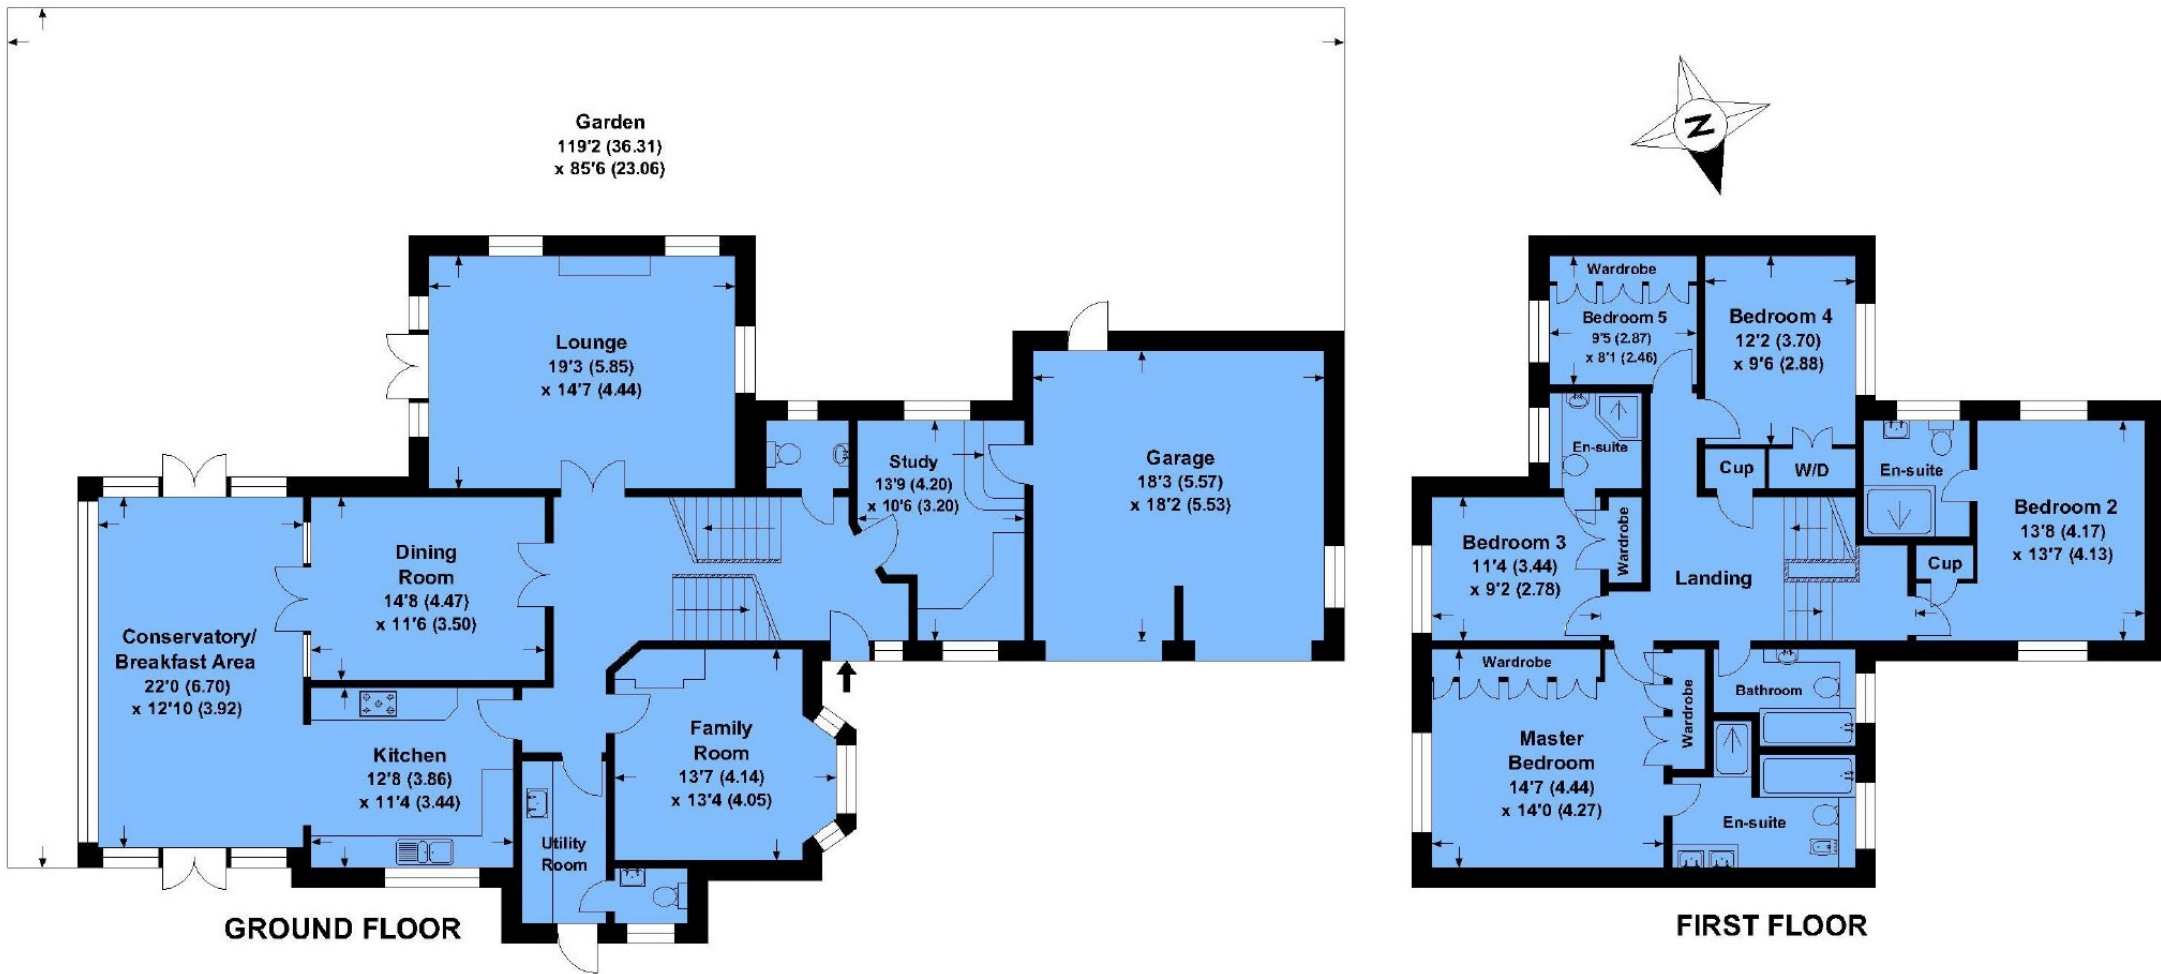 Garden
119'2 (36.31)
x 85'6 (23.06)
Lounge
19'3 (5.85)
x 14'7 (4.44)
Study
13'9 (4.20)
x 10'6 (3.20)
Garage
18'3 (5.57)
x 18'2 (5.53)
Dining
Room
14'8 (4.47)
x 11'6 (3.50)
Conservatory/
Breakfast Area
22'0 (6.70)
x 12'10 (3.92)
Kitchen
12'8 (3.86)
x 11'4 (3.44)
Family
Room
13'7 (4.14)
x 13'4 (4.05)
Utility
Room
GROUND FLOOR
N
Wardrobe
Bedroom 5
9'5 (2.87)
x 8'1 (2.46)
Bedroom 4
12'2 (3.70)
x 9'6 (2.88)
En-suite
Cup
W/D
En-suite
Bedroom 2
13'8 (4.17)
x 13'7 (4.13)
Bedroom 3
11'4 (3.44)
x 9'2 (2.78)
Wardrobe
Landing
Cup
Wardrobe
Wardrobe
Bathroom
Master
Bedroom
14'7 (4.44)
x 14'0 (4.27)
En-suite
FIRST FLOOR